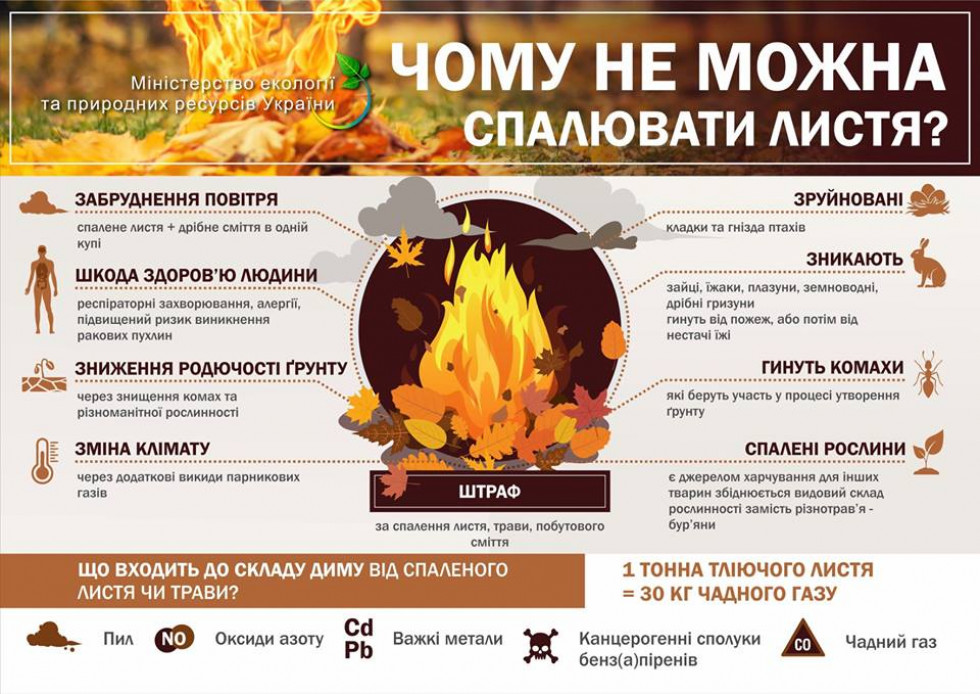 Міністерство екології
та природних ресурсів України
ЧОМУ НЕ МОЖНА
СПАЛЮВАТИ ЛИСТЯ?
ЗАБРУДНЕННЯ ПОВІТРЯ
спалене листя + дрібне сміття в одній
купі
ШКОДА ЗДОРОВ'Ю ЛЮДИНИ
респіраторні захворювання, алергії,
підвищений ризик виникнення
ракових пухлин
ЗНИЖЕННЯ РОДЮЧОСТІ ҐРУНТУ
через знищення комах та
різноманітної рослинності
ЗМІНА КЛІМАТУ
через додаткові викиди парникових
газів
ЗРУЙНОВАНІ
кладки та гнізда птахів
ЗНИКАЮТЬ
зайці, їжаки, плазуни, земноводні,
дрібні гризуни
гинуть від пожеж, або потім від
нестачі їжі
ГИНУТЬ КОМАХИ
які беруть участь у процесі утворення
ґрунту
СПАЛЕНІ РОСЛИНИ
є джерелом харчування для інших
тварин збіднюється видовий склад
рослинності замість різнотрав'я -
бур'яни
ШТРАФ
за спалення листя, трави, побутового
сміття
ЩО ВХОДИТЬ ДО СКЛАДУ ДИМУ ВІД СПАЛЕНОГО
ЛИСТЯ ЧИ ТРАВИ?
1 ТОННА ТЛІЮЧОГО ЛИСТЯ
= 30 КГ ЧАДНОГО ГАЗУ
Пил
NO
Оксиди азоту
Cd
Pb
Важкі метали
Канцерогенні сполуки
бенз(а)піренів
CO
Чадний газ